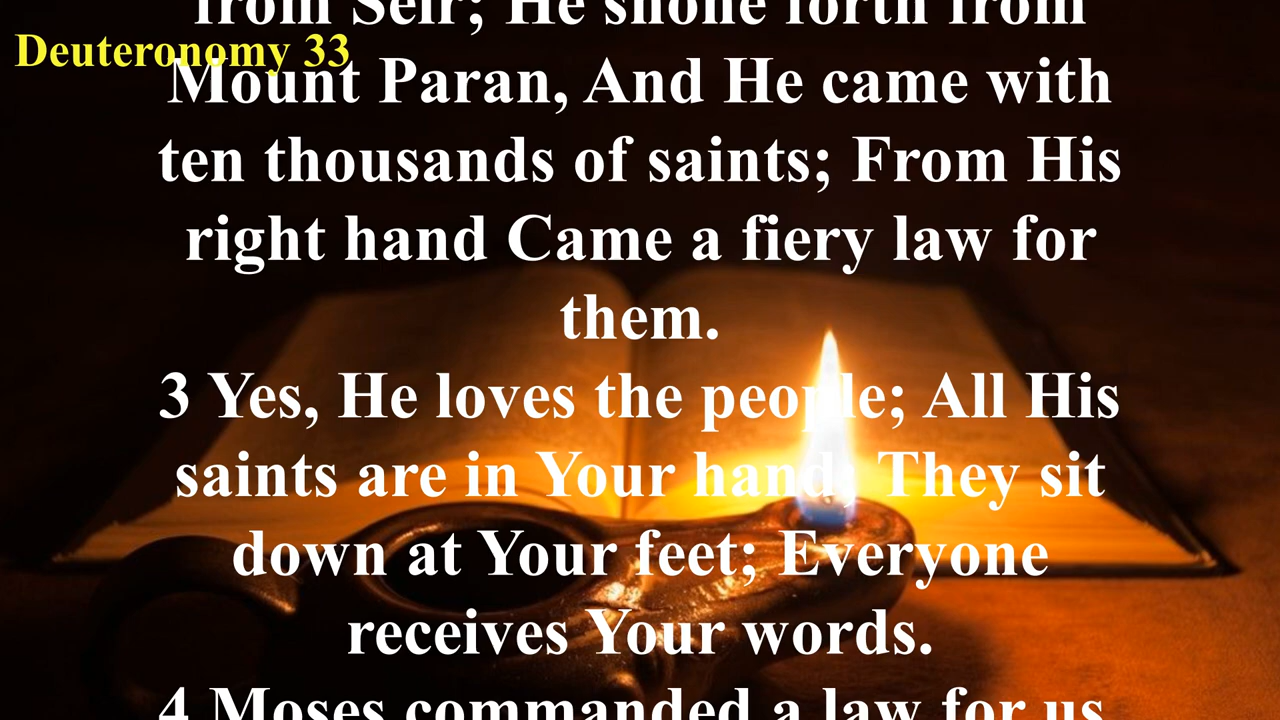 from Seir; He shone forth from
Deuteronomy 33
Mount Paran, And He came with
ten thousands of saints; From His
right hand Came a fiery law for
them.
3 Yes, He loves the people; All His
saints are in Your hand; They sit
down at Your feet; Everyone
receives Your words.
4 Moses commanded a law for us,